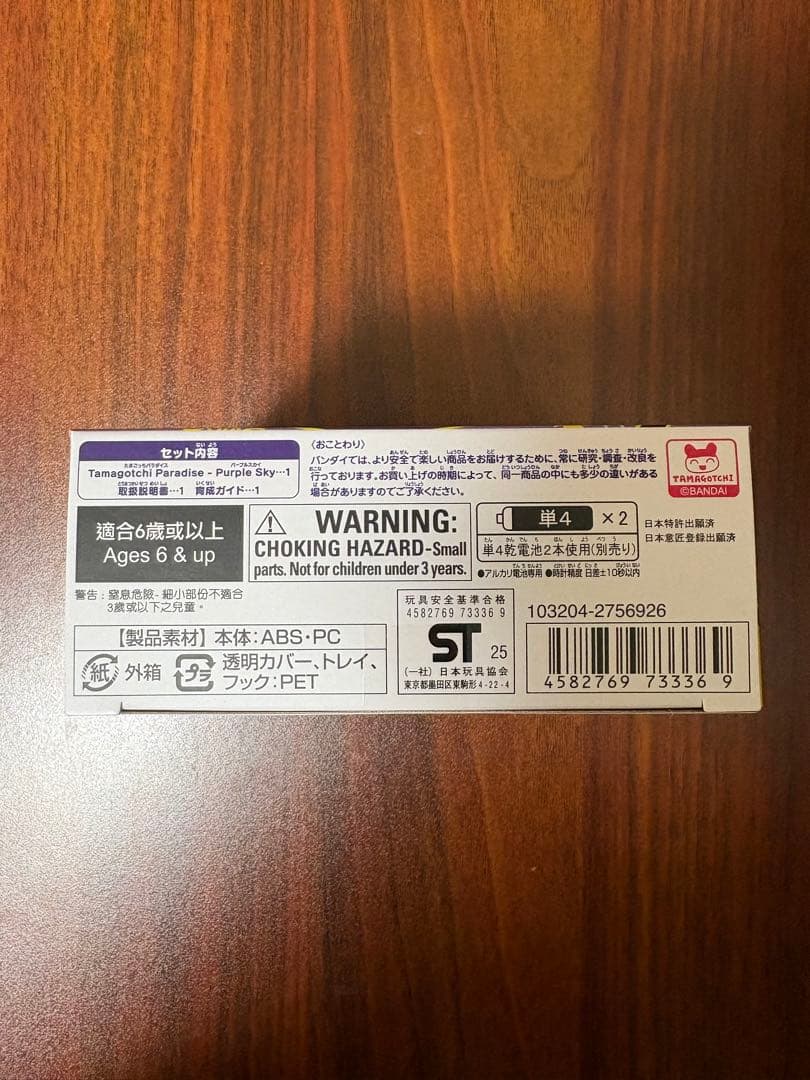 セット内容
Tamagotchi Paradise - Purple Sky…1
取扱説明書…1 育成ガイド…1
〈おことわり〉
バンダイでは、より安全で楽しい商品をお届けするために、常に研究・調査・改良を
行っております。お買い上げの時期によって、同一商品の中にも多少の違いがある
場合がありますのでご了承ください。
TAMAGOTCHI
©BANDAI
適合6歲或以上
Ages 6 & up
警告 : 窒息危險- 細小部份不適合
3歲或以下之兒童。
WARNING:
CHOKING HAZARD-Small
parts. Not for children under 3 years.
単4 ×2
単4乾電池2本使用(別売り)
●アルカリ電池専用 ●時計精度 日差±10秒以内
日本特許出願済
日本意匠登録出願済
【製品素材】本体:ABS・PC
紙 外箱
プラ 透明カバー、トレイ、
フック:PET
玩具安全基準合格
4582769 73336 9
ST 25
(一社) 日本玩具協会
東京都墨田区東駒形4-22-4
103204-2756926
4 582769 73336 9